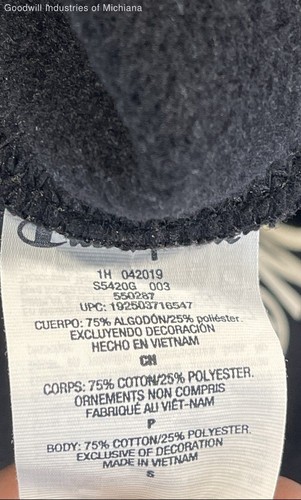 Goodwill Industries of Michiana
1H 042019
S5420G 003
550287
UPC: 192503716547
CUERPO: 75% ALGODÓN/25% poliéster.
EXCLUYENDO DECORACIÓN
HECHO EN VIETNAM
CH
CORPS: 75% COTON/25% POLYESTER.
ORNEMENTS NON COMPRIS
FABRIQUÉ AU VIÊT-NAM
P
BODY: 75% COTTON/25% POLYESTER.
EXCLUSIVE OF DECORATION
MADE IN VIETNAM
S